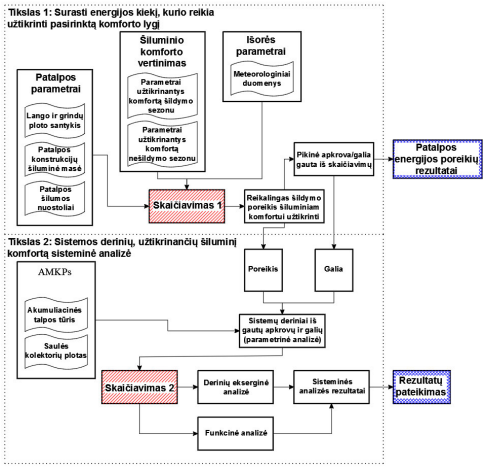 Tikslas 1: Surasti energijos kiekį, kurio reikia
užtikrinti pasirinktą komforto lygį
Patalpos
parametrai
Lango ir grindų
ploto santykis
Patalpos
konstrukcijų
šiluminė masė
Patalpų
šilumos
nuostoliai
Šiluminio
komforto
vertinimas
Parametrai
užtikrinantys
komfortą šildymo
sezonu
Parametrai
užtikrinantys
komfortą
nešildymo sezonu
Išorės
parametrai
Meteorologiniai
duomenys
Skaičiavimas 1
Reikalingas šildymo
poreikis šiluminiam
komfortui užtikrinti
Pikinė apkrova/galia
gauta iš skaičiavimų
Patalpos
energijos poreikių
rezultatai
Tikslas 2: Sistemos derinių, užtikrinančių šiluminį
komfortą sisteminė analizė
AMKPs
Akumuliacinės
talpos tūris
Saulės
kolektorių plotas
Poreikis
Galia
Sistemų deriniai iš
gautų apkrovų ir galių
(parametrinė analizė)
Skaičiavimas 2
Derinių ekserginė
analizė
Sisteminės
analizės rezultatai
Rezultatų
pateikimas
Funkcinė analizė